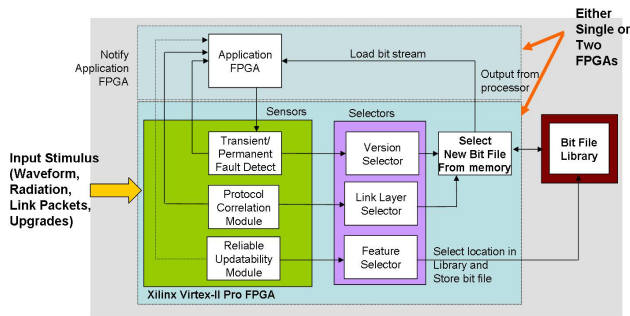 Either
Single or
Two
FPGAs
Notify
Application
FPGA
Application
FPGA
Load bit stream
Output from
processor
Sensors
Selectors
Input Stimulus
(Waveform,
Radiation,
Link Packets,
Upgrades)
Transient/
Permanent
Fault Detect
Version
Selector
Select
New Bit File
From memory
Bit File
Library
Protocol
Correlation
Module
Link Layer
Selector
Reliable
Updatability
Module
Feature
Selector
Select location in
Library and
Store bit file
Xilinx Virtex-II Pro FPGA